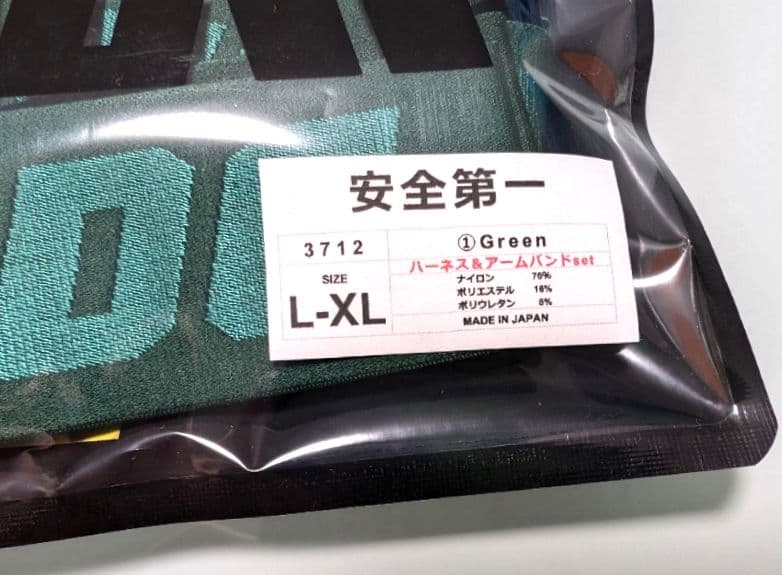 安全第一
3712
①Green
ハーネス&アームバンドset
SIZE
L-XL
ナイロン 76%
ポリエステル 16%
ポリウレタン 8%
MADE IN JAPAN